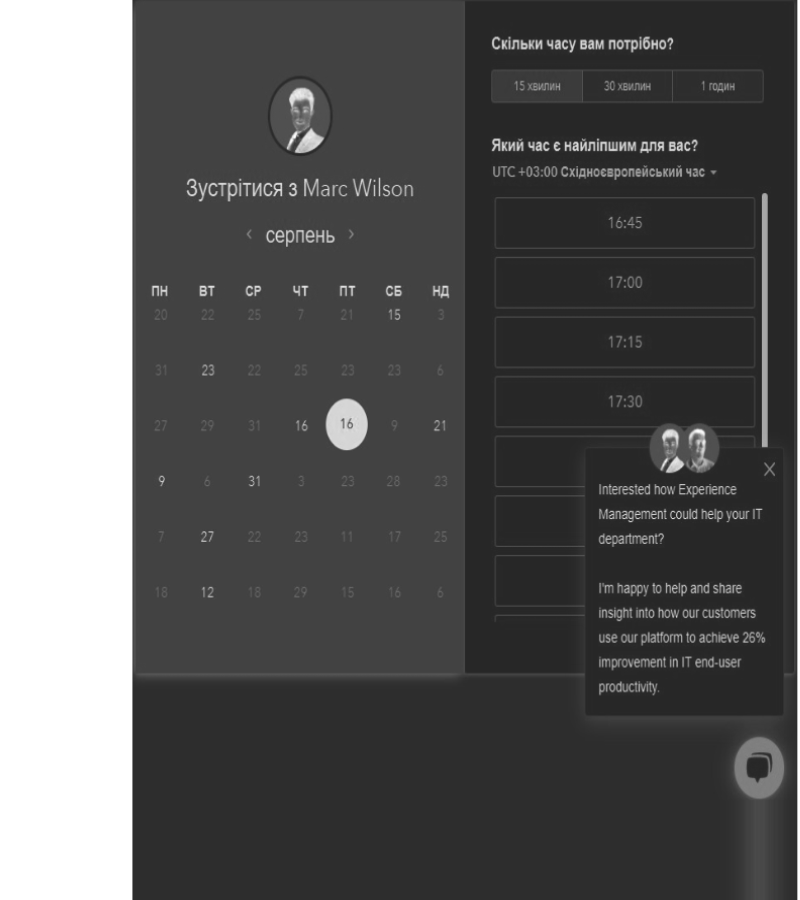 Зустрітися з Marc Wilson
серпень
ПН ВТ СР ЧТ ПТ СБ НД
20 22 25 7 21 15 3
31 23 22 25 23 23 6
27 29 31 16 16 9 21
9 6 31 3 23 28 23
7 27 22 23 11 17 25
18 12 18 29 15 16 6
Скільки часу вам потрібно?
15 хвилин 30 хвилин 1 годин
Який час є найліпшим для вас?
UTC +03:00 Східноєвропейський час
16:45
17:00
17:15
17:30
Interested how Experience
Management could help your IT
department?
I'm happy to help and share
insight into how our customers
use our platform to achieve 26%
improvement in IT end-user
productivity.